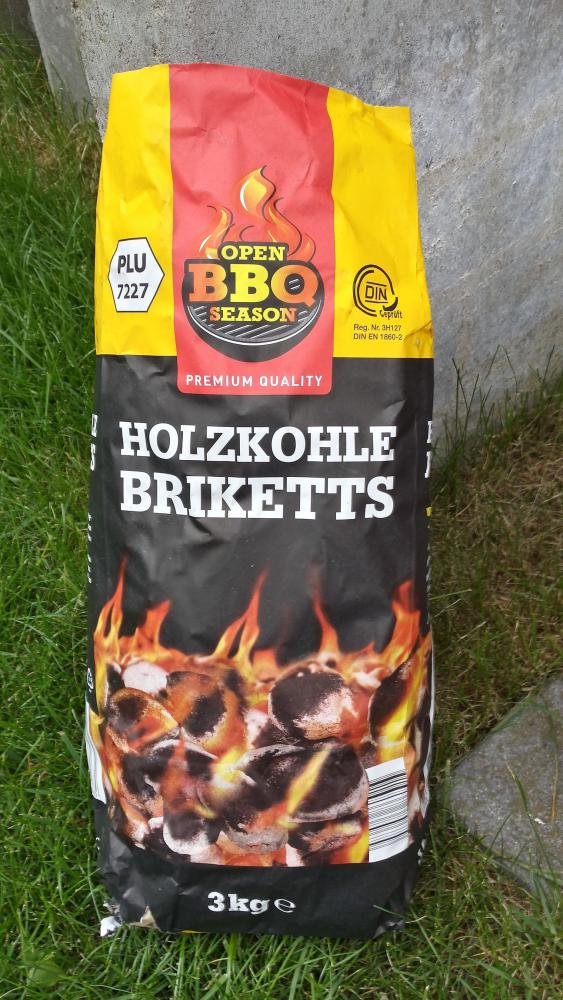 PLU
7227
OPEN
BBQ
SEASON
PREMIUM QUALITY
DIN
Geprüft
Reg. Nr. 3H127
DIN EN 1860-2
HOLZKOHLE
BRIKETTS
3kg℮